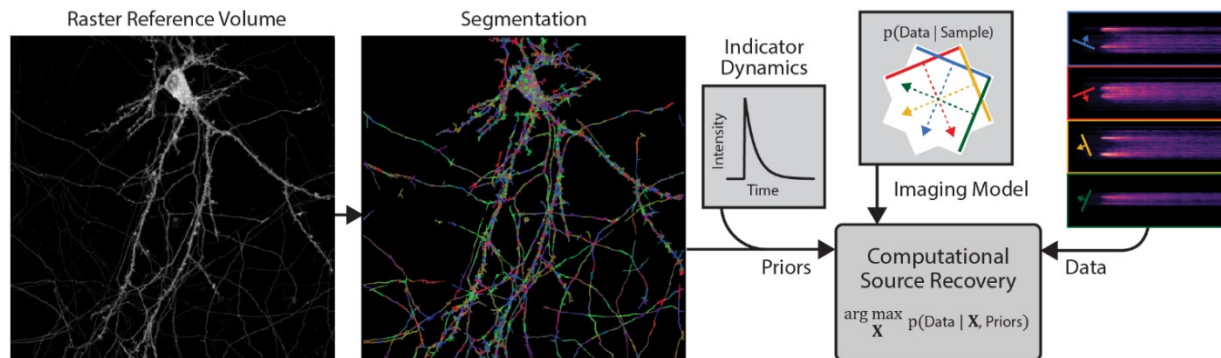 Raster Reference Volume
Segmentation
Indicator
Dynamics
Intensity
Time
p(Data | Sample)
Imaging Model
Priors
Computational
Source Recovery
arg max
X
p(Data | X, Priors)
Data